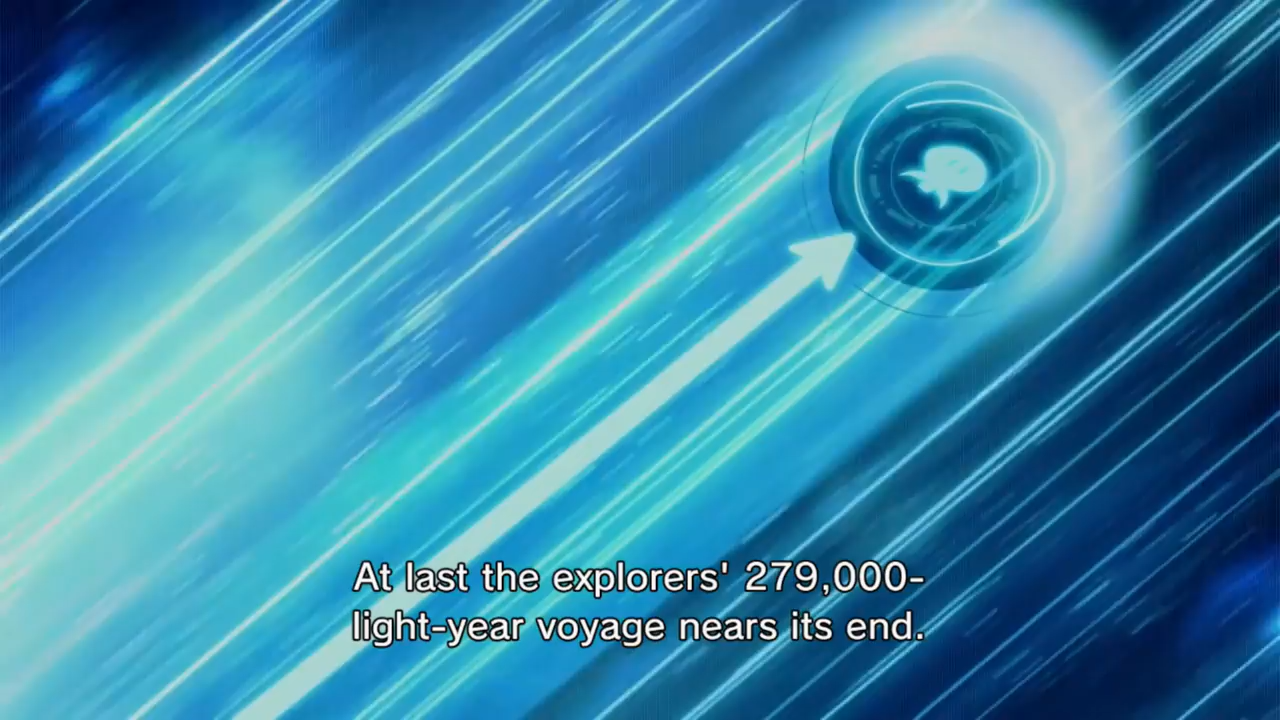 At last the explorers' 279,000-
light-year voyage nears its end.